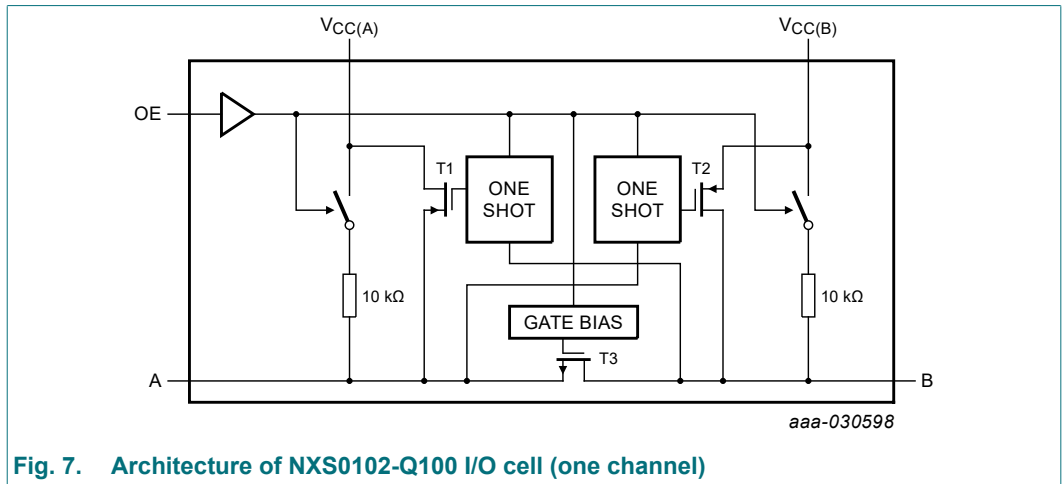 VCC(A)
VCC(B)
OE
T1
ONE
SHOT
ONE
SHOT
T2
10 kΩ
10 kΩ
GATE BIAS
T3
A
B
aaa-030598
Fig. 7. Architecture of NXS0102-Q100 I/O cell (one channel)